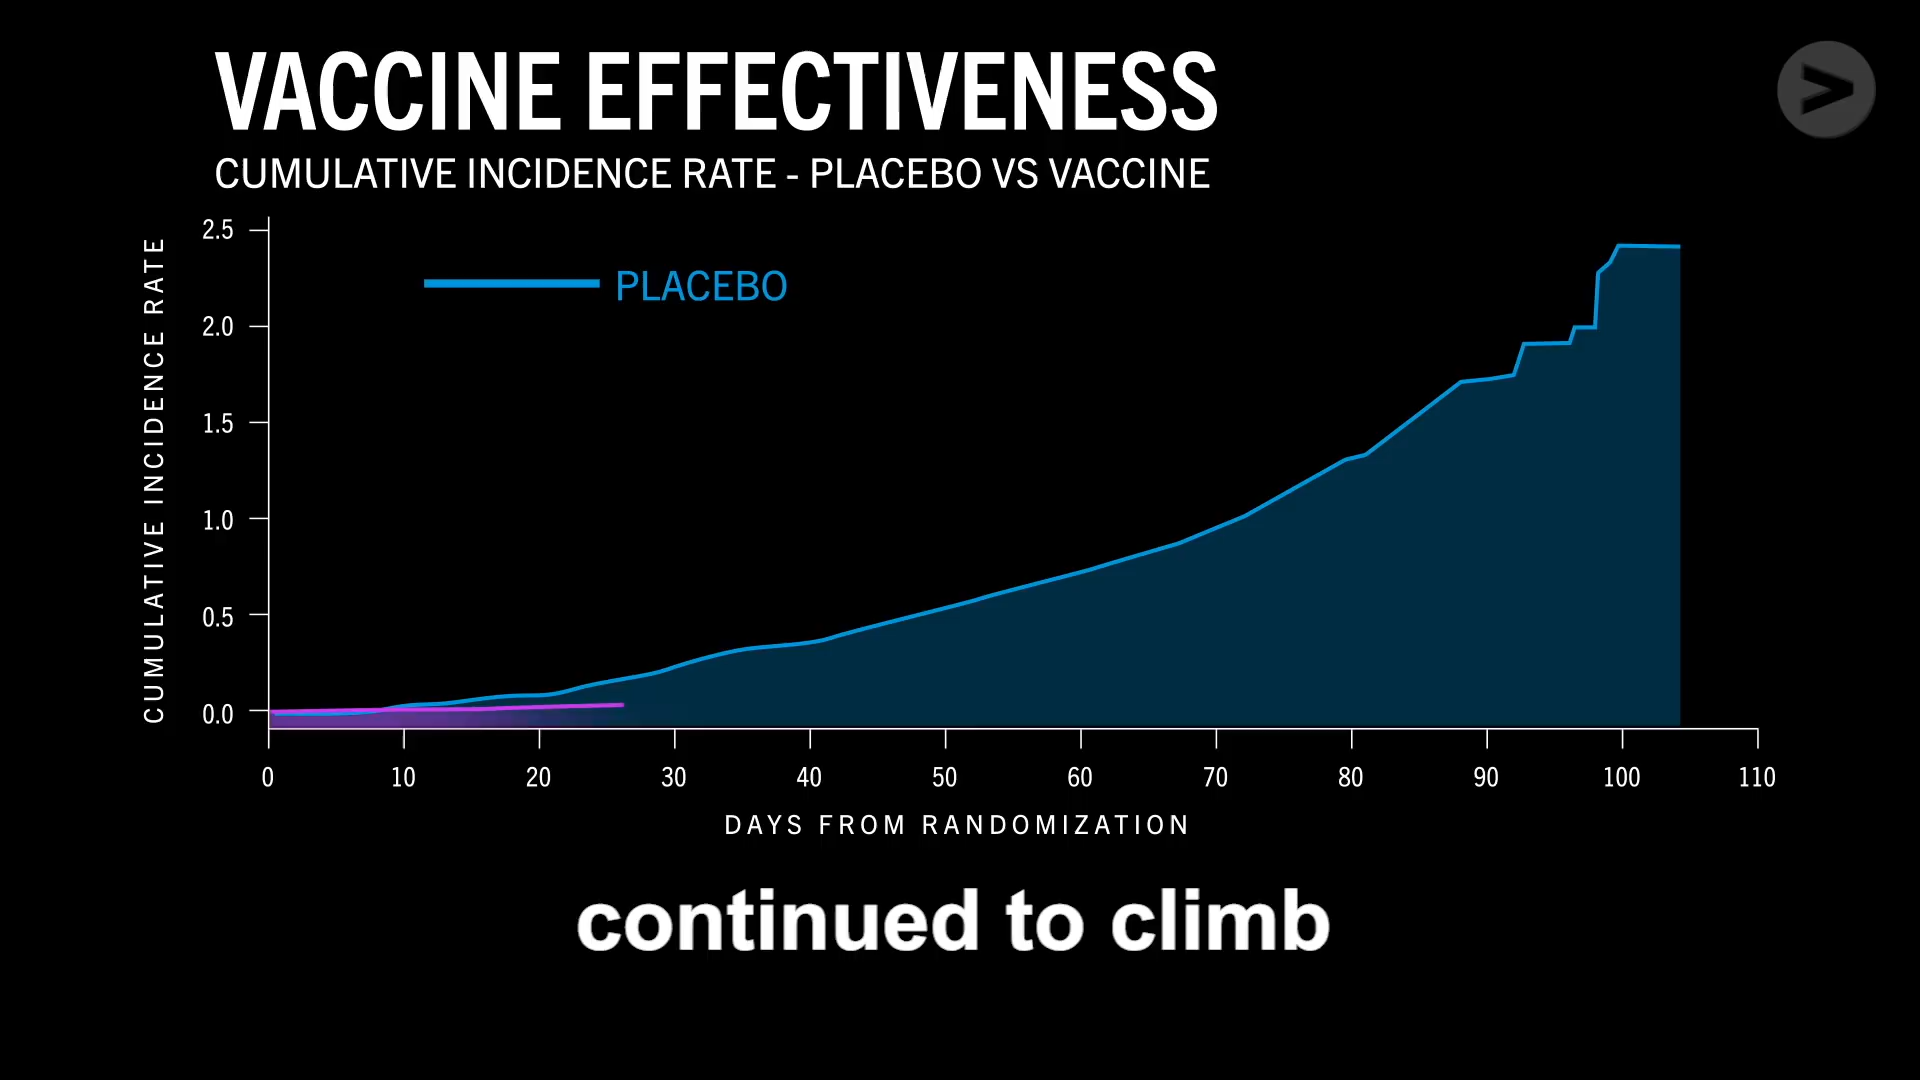 VACCINE EFFECTIVENESS
CUMULATIVE INCIDENCE RATE - PLACEBO VS VACCINE
CUMULATIVE INCIDENCE RATE
2.5
2.0
1.5
1.0
0.5
0.0
PLACEBO
0 10 20 30 40 50 60 70 80 90 100 110
DAYS FROM RANDOMIZATION
continued to climb